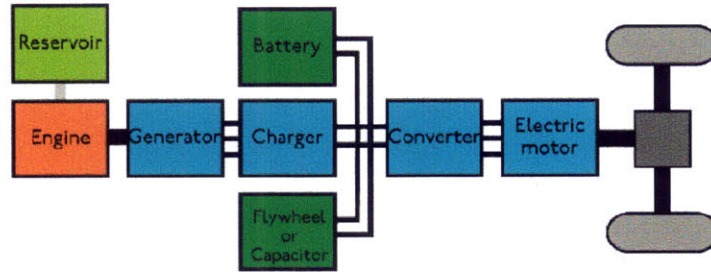 Reservoir
Battery
Engine
Generator
Charger
Converter
Electric
motor
Flywheel
or
Capacitor